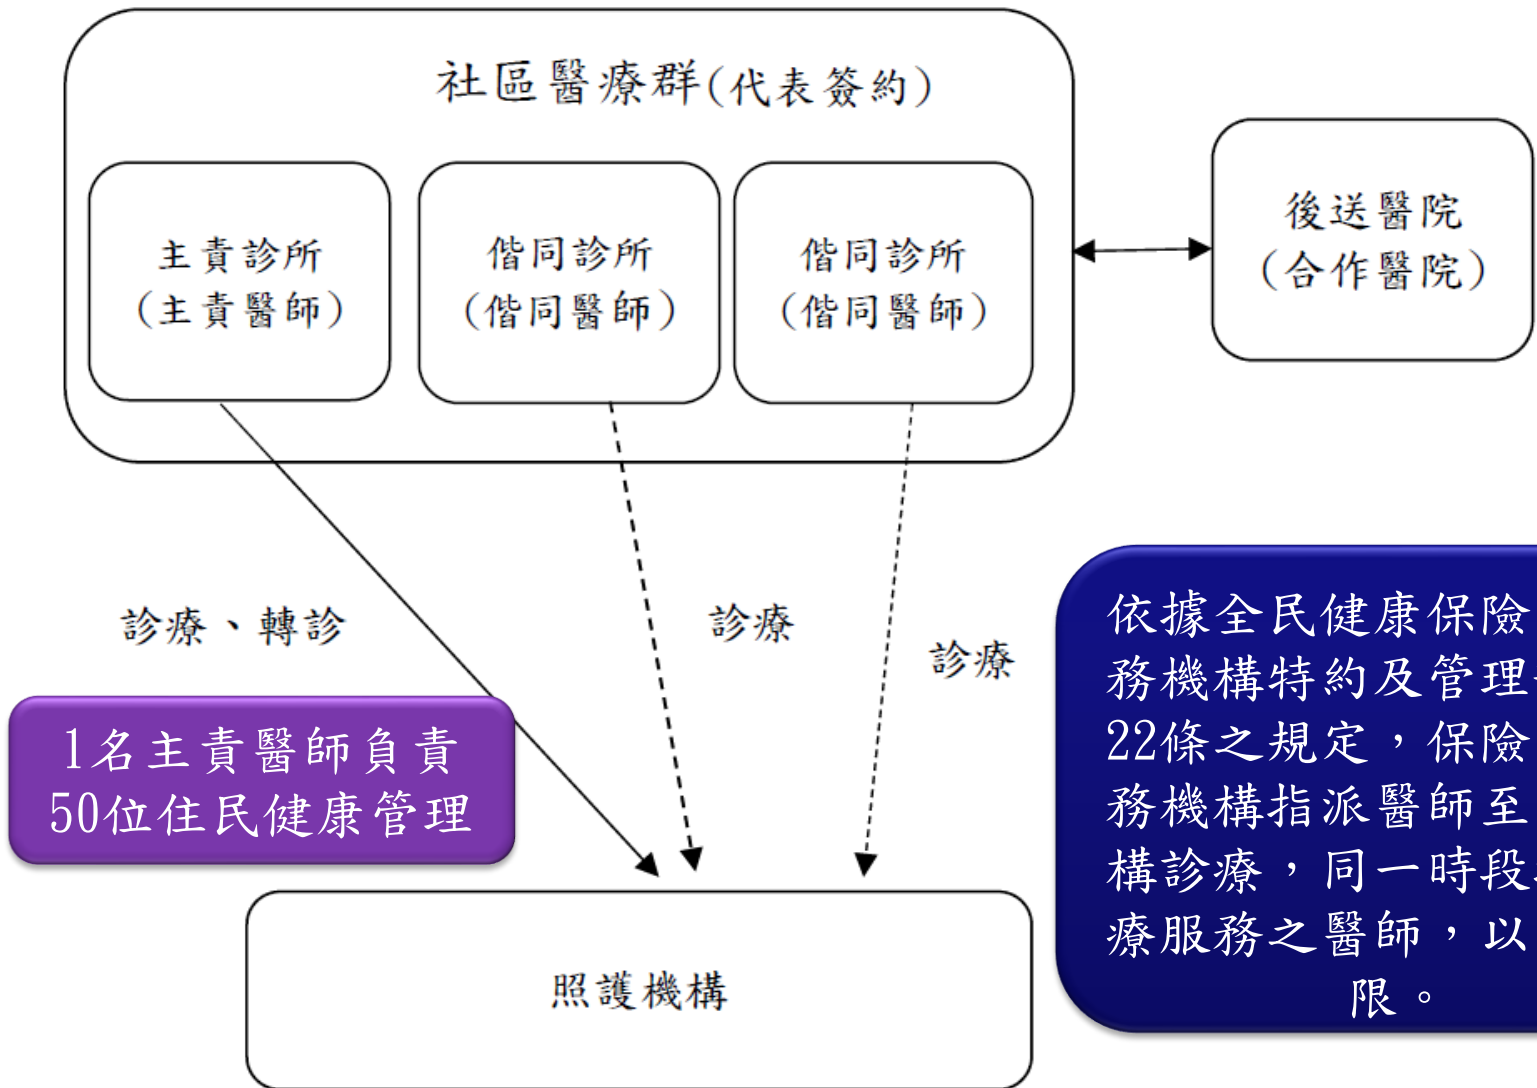 社區醫療群(代表簽約)
主責診所
(主責醫師)
偕同診所
(偕同醫師)
偕同診所
(偕同醫師)
後送醫院
(合作醫院)
診療、轉診
診療
診療
1名主責醫師負責
50位住民健康管理
依據全民健康保險
務機構特約及管理
22條之規定，保險
務機構指派醫師至
構診療，同一時段
療服務之醫師，以
限。
照護機構